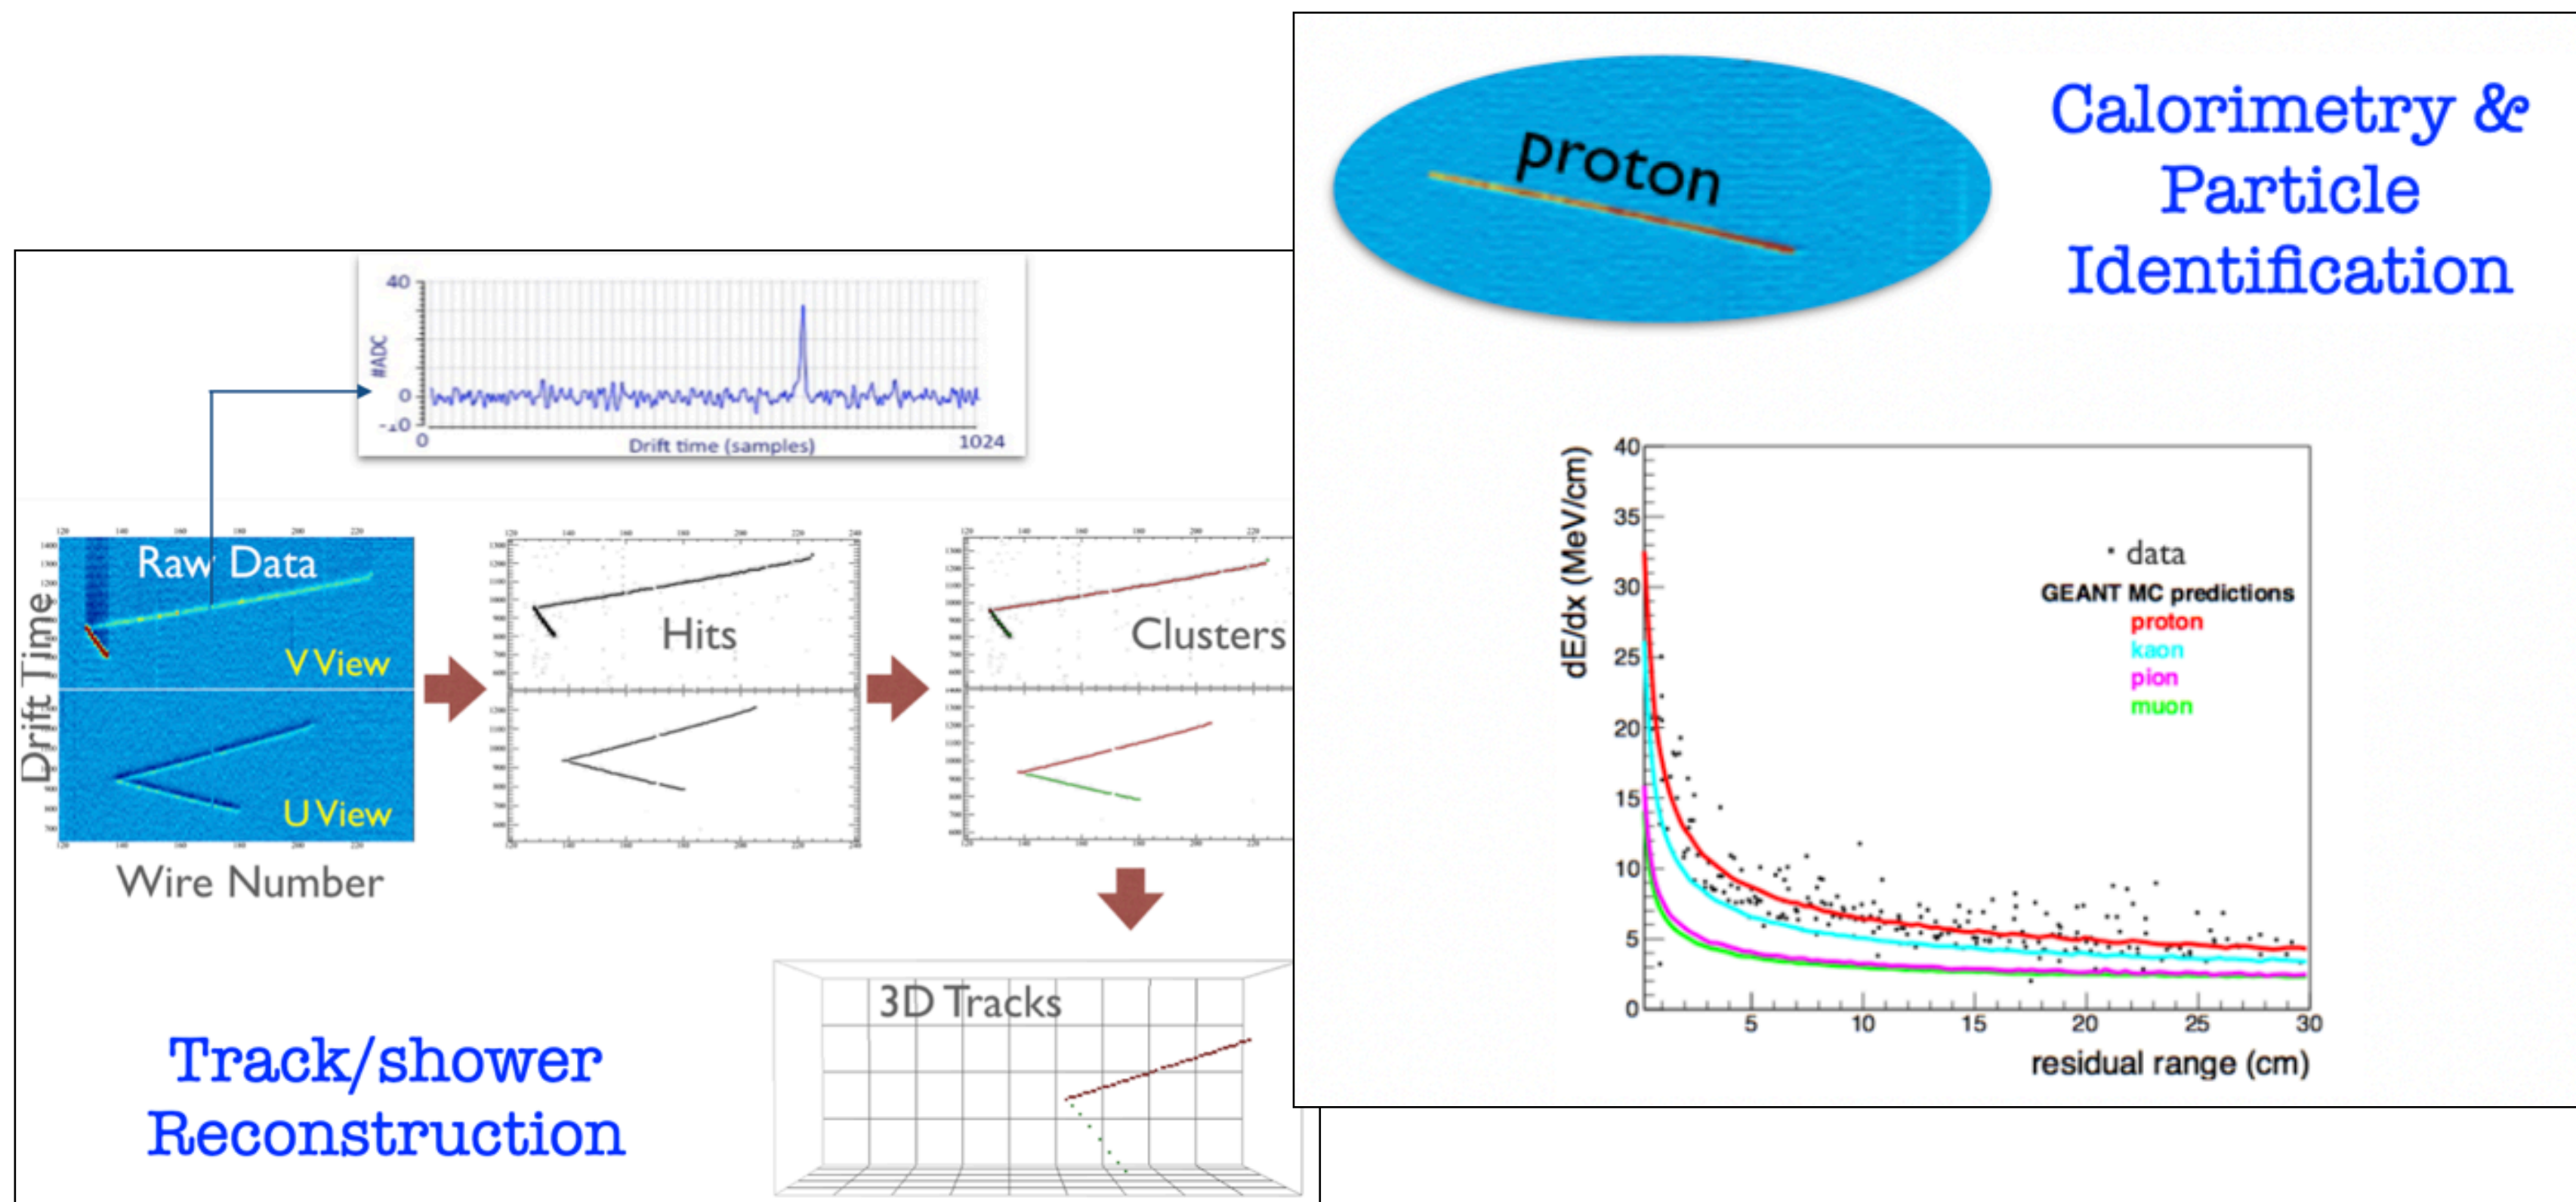 40
#ADC
0
-10
0
Drift time (samples)
1024
Raw Data
V View
U View
Drift Time
Wire Number
Hits
Clusters
3D Tracks
Track/shower
Reconstruction
proton
Calorimetry &
Particle
Identification
dE/dx (MeV/cm)
40
35
30
25
20
15
10
5
0
data
GEANT MC predictions
proton
kaon
pion
muon
5
10
15
20
25
30
residual range (cm)